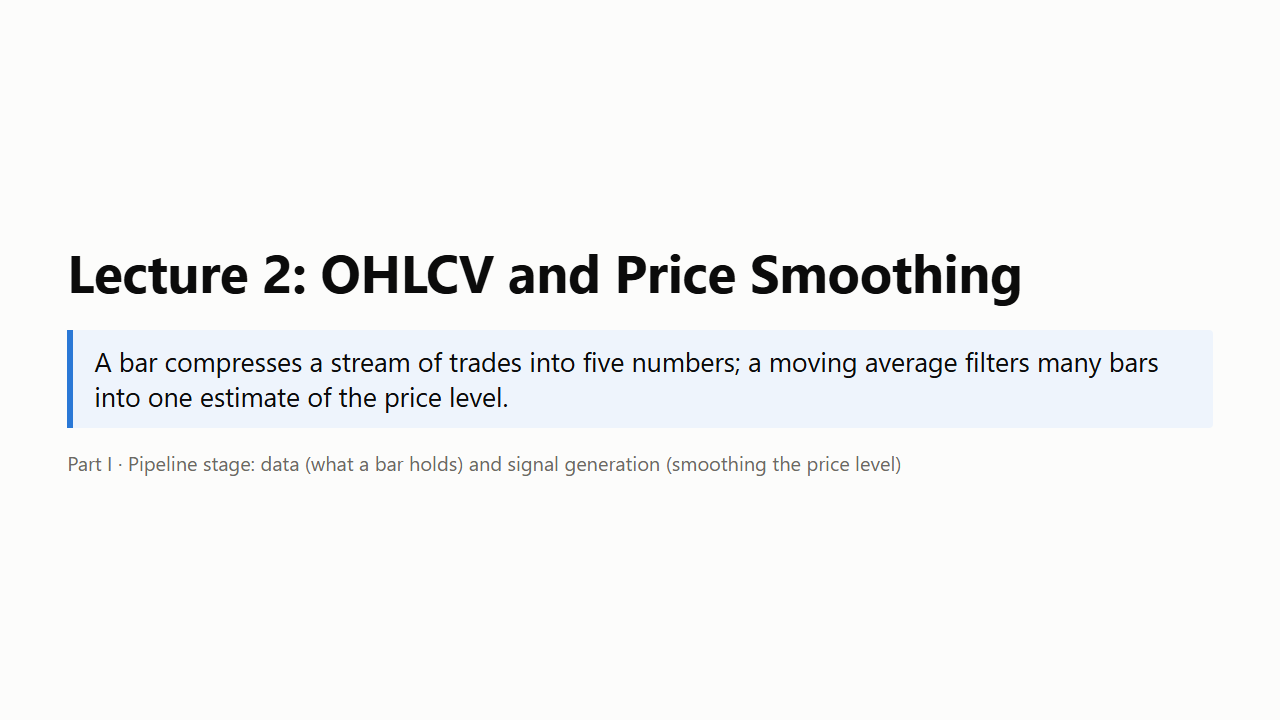 Lecture 2: OHLCV and Price Smoothing
A bar compresses a stream of trades into five numbers; a moving average filters many bars
into one estimate of the price level.
Part I · Pipeline stage: data (what a bar holds) and signal generation (smoothing the price level)